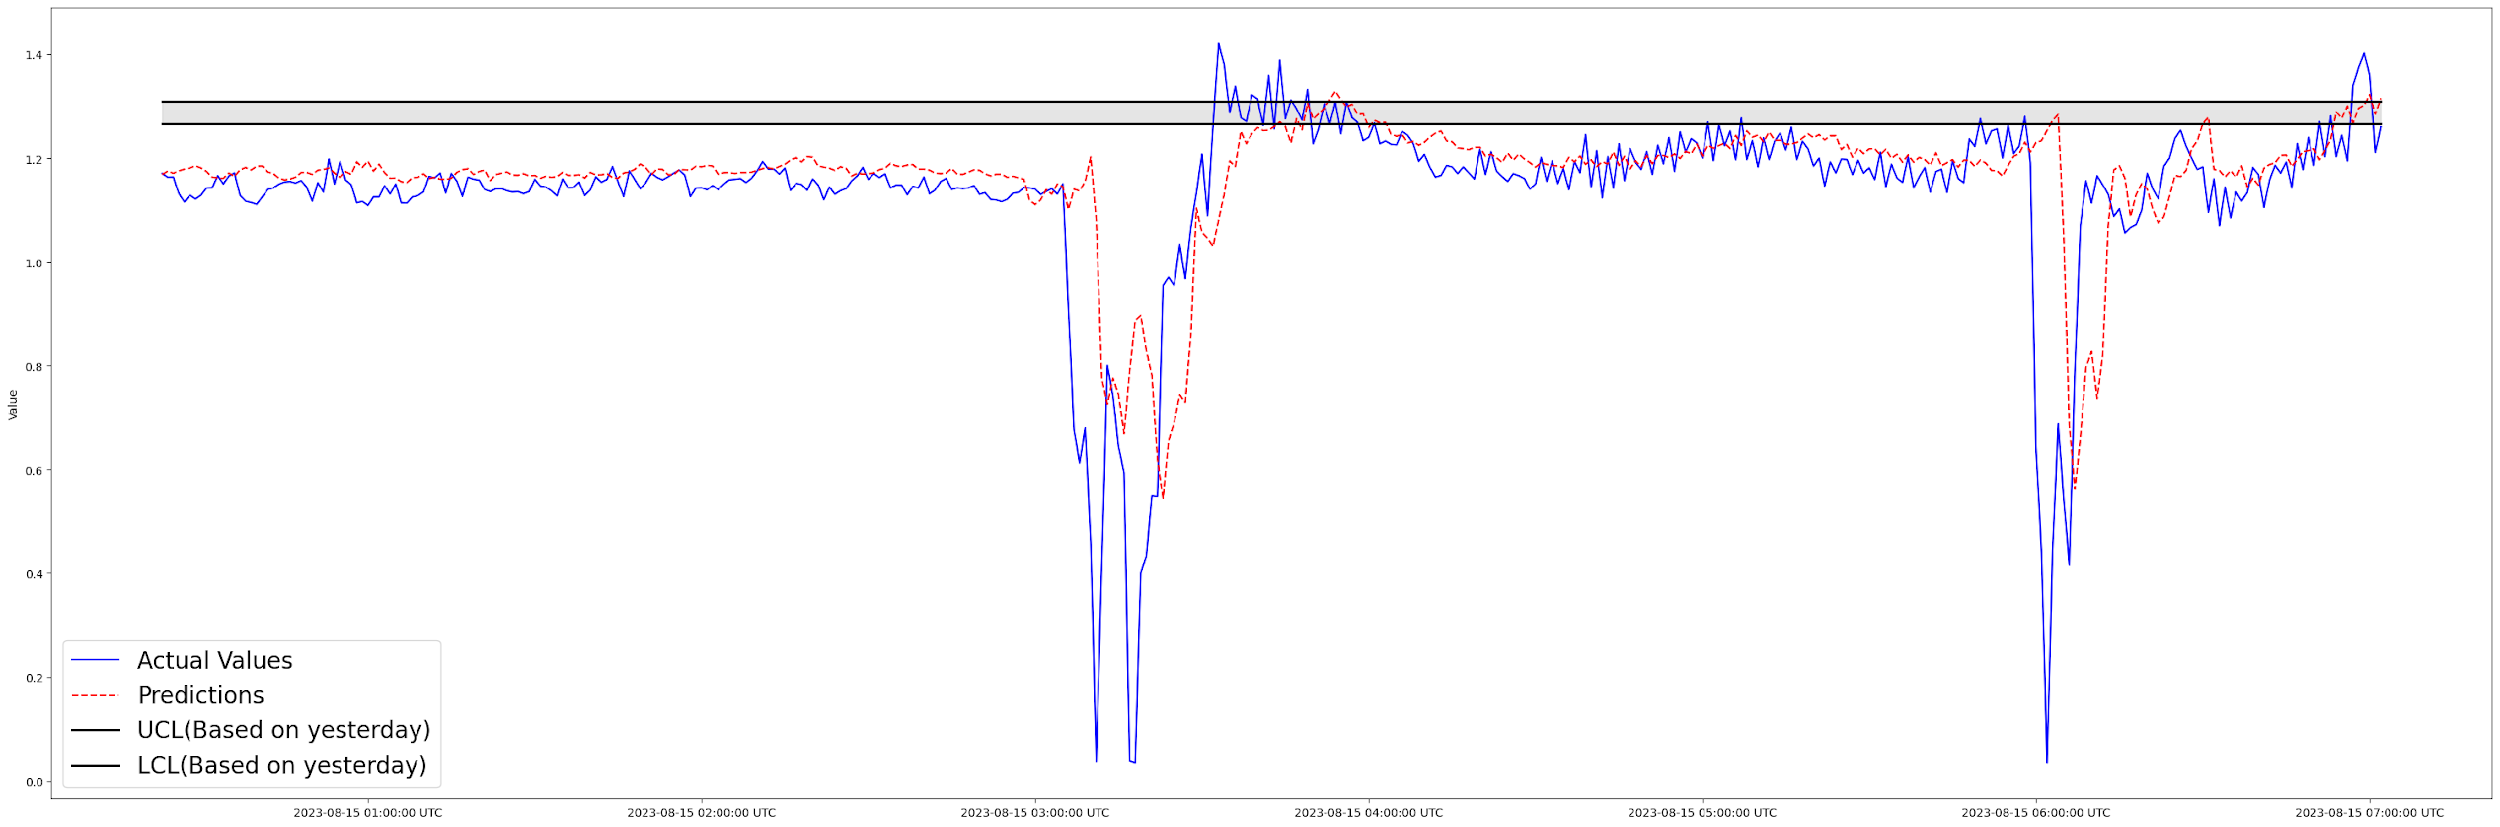 1.4
1.2
1.0
0.8
0.6
0.4
0.2
0.0
Value
Actual Values
Predictions
UCL(Based on yesterday)
LCL(Based on yesterday)
2023-08-15 01:00:00 UTC
2023-08-15 02:00:00 UTC
2023-08-15 03:00:00 UTC
2023-08-15 04:00:00 UTC
2023-08-15 05:00:00 UTC
2023-08-15 06:00:00 UTC
2023-08-15 07:00:00 UTC